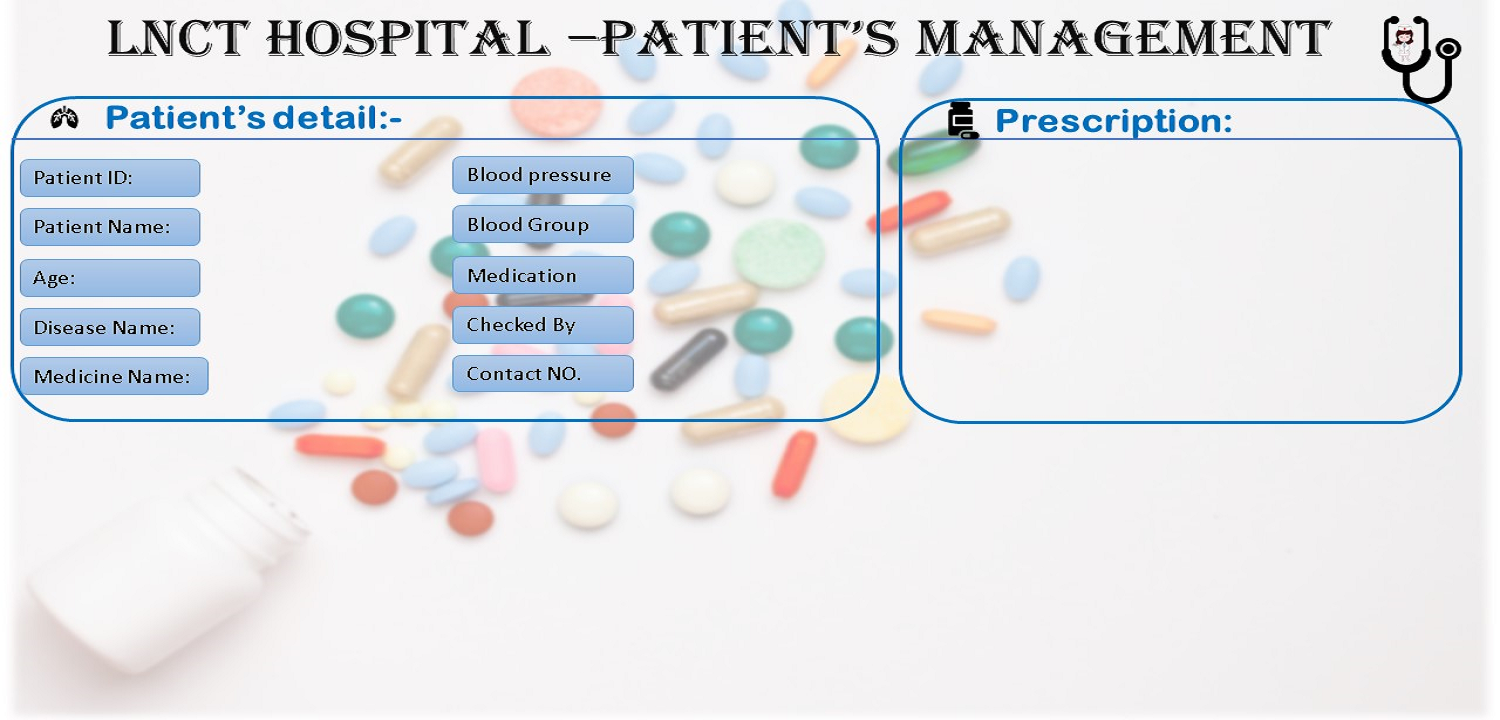 LNCT HOSPITAL –PATIENT’S MANAGEMENT
Patient’s detail:-
Patient ID:
Patient Name:
Age:
Disease Name:
Medicine Name:
Blood pressure
Blood Group
Medication
Checked By
Contact NO.
Prescription: